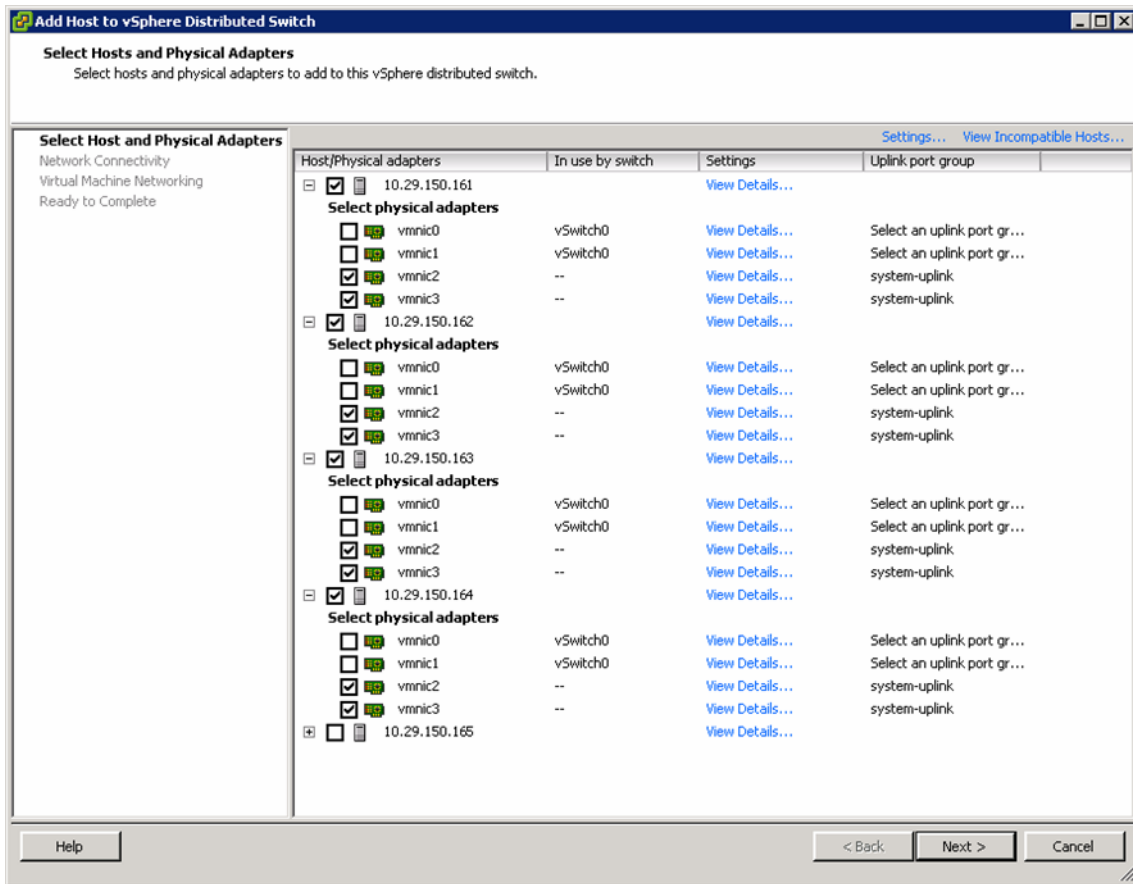 Add Host to vSphere Distributed Switch
Select Hosts and Physical Adapters
Select hosts and physical adapters to add to this vSphere distributed switch.
Select Host and Physical Adapters
Network Connectivity
Virtual Machine Networking
Ready to Complete
Settings... View Incompatible Hosts...
Host/Physical adapters In use by switch Settings Uplink port group
10.29.150.161 View Details...
Select physical adapters
vmnic0 vSwitch0 View Details... Select an uplink port gr...
vmnic1 vSwitch0 View Details... Select an uplink port gr...
vmnic2 -- View Details... system-uplink
vmnic3 -- View Details... system-uplink
10.29.150.162 View Details...
Select physical adapters
vmnic0 vSwitch0 View Details... Select an uplink port gr...
vmnic1 vSwitch0 View Details... Select an uplink port gr...
vmnic2 -- View Details... system-uplink
vmnic3 -- View Details... system-uplink
10.29.150.163 View Details...
Select physical adapters
vmnic0 vSwitch0 View Details... Select an uplink port gr...
vmnic1 vSwitch0 View Details... Select an uplink port gr...
vmnic2 -- View Details... system-uplink
vmnic3 -- View Details... system-uplink
10.29.150.164 View Details...
Select physical adapters
vmnic0 vSwitch0 View Details... Select an uplink port gr...
vmnic1 vSwitch0 View Details... Select an uplink port gr...
vmnic2 -- View Details... system-uplink
vmnic3 -- View Details... system-uplink
10.29.150.165 View Details...
Help < Back Next > Cancel